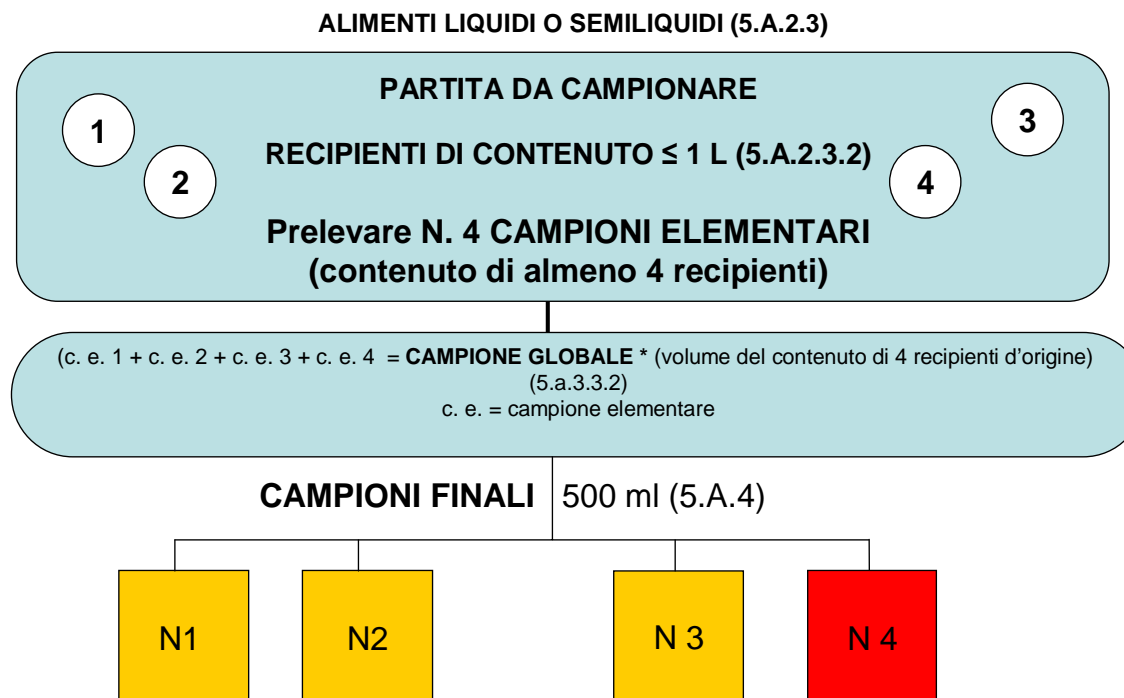 ALIMENTI LIQUIDI O SEMILIQUIDI (5.A.2.3)
PARTITA DA CAMPIONARE
1
3
RECIPIENTI DI CONTENUTO ≤ 1 L (5.A.2.3.2)
2
4
Prelevare N. 4 CAMPIONI ELEMENTARI
(contenuto di almeno 4 recipienti)
(c. e. 1 + c. e. 2 + c. e. 3 + c. e. 4 = CAMPIONE GLOBALE * (volume del contenuto di 4 recipienti d'origine)
(5.a.3.3.2)
c. e. = campione elementare
CAMPIONI FINALI 500 ml (5.A.4)
N1
N2
N 3
N 4